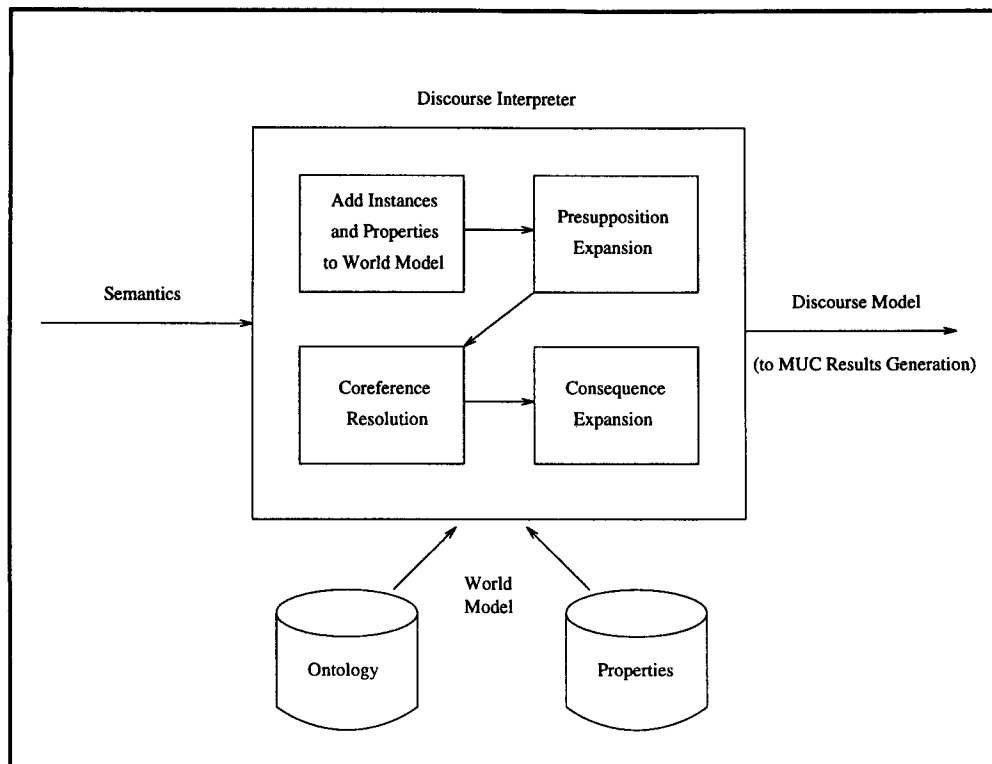 Discourse Interpreter
Add Instances
and Properties
to World Model
Presupposition
Expansion
Semantics
Discourse Model
(to MUC Results Generation)
Coreference
Resolution
Consequence
Expansion
World
Model
Ontology
Properties